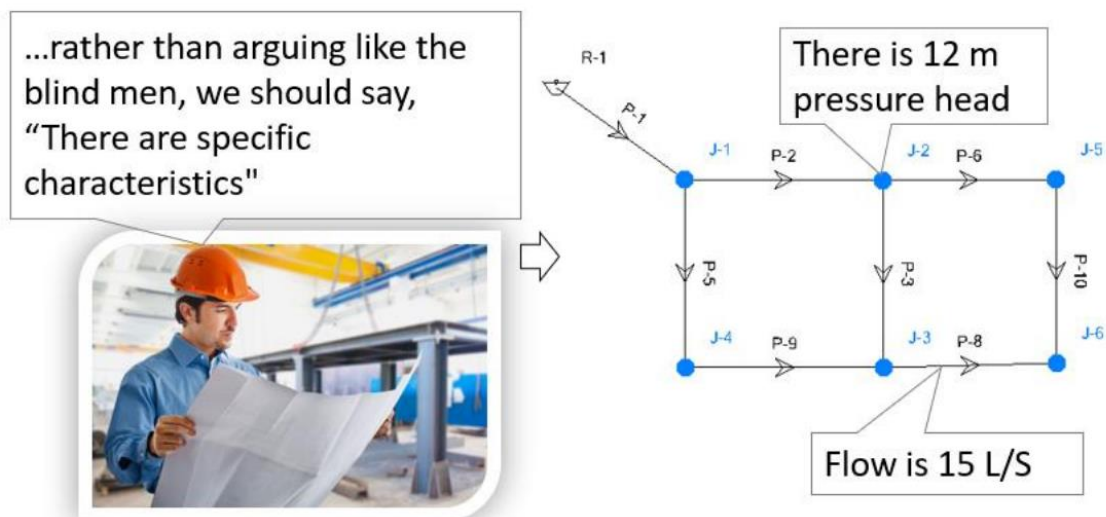 ...rather than arguing like the
blind men, we should say,
“There are specific
characteristics"
There is 12 m
pressure head
R-1
P-1
J-1
P-2
J-2
P-6
J-5
P-5
P-3
P-10
J-4
P-9
J-3
P-8
J-6
Flow is 15 L/S